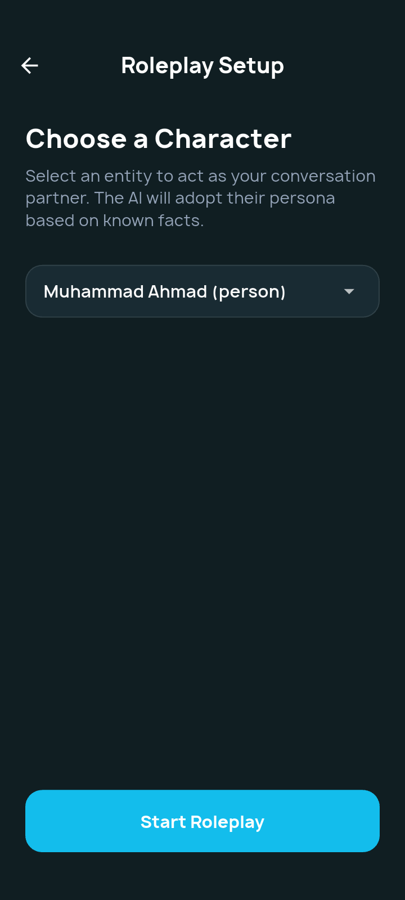 Roleplay Setup
Choose a Character
Select an entity to act as your conversation
partner. The AI will adopt their persona
based on known facts.
Muhammad Ahmad (person)
Start Roleplay